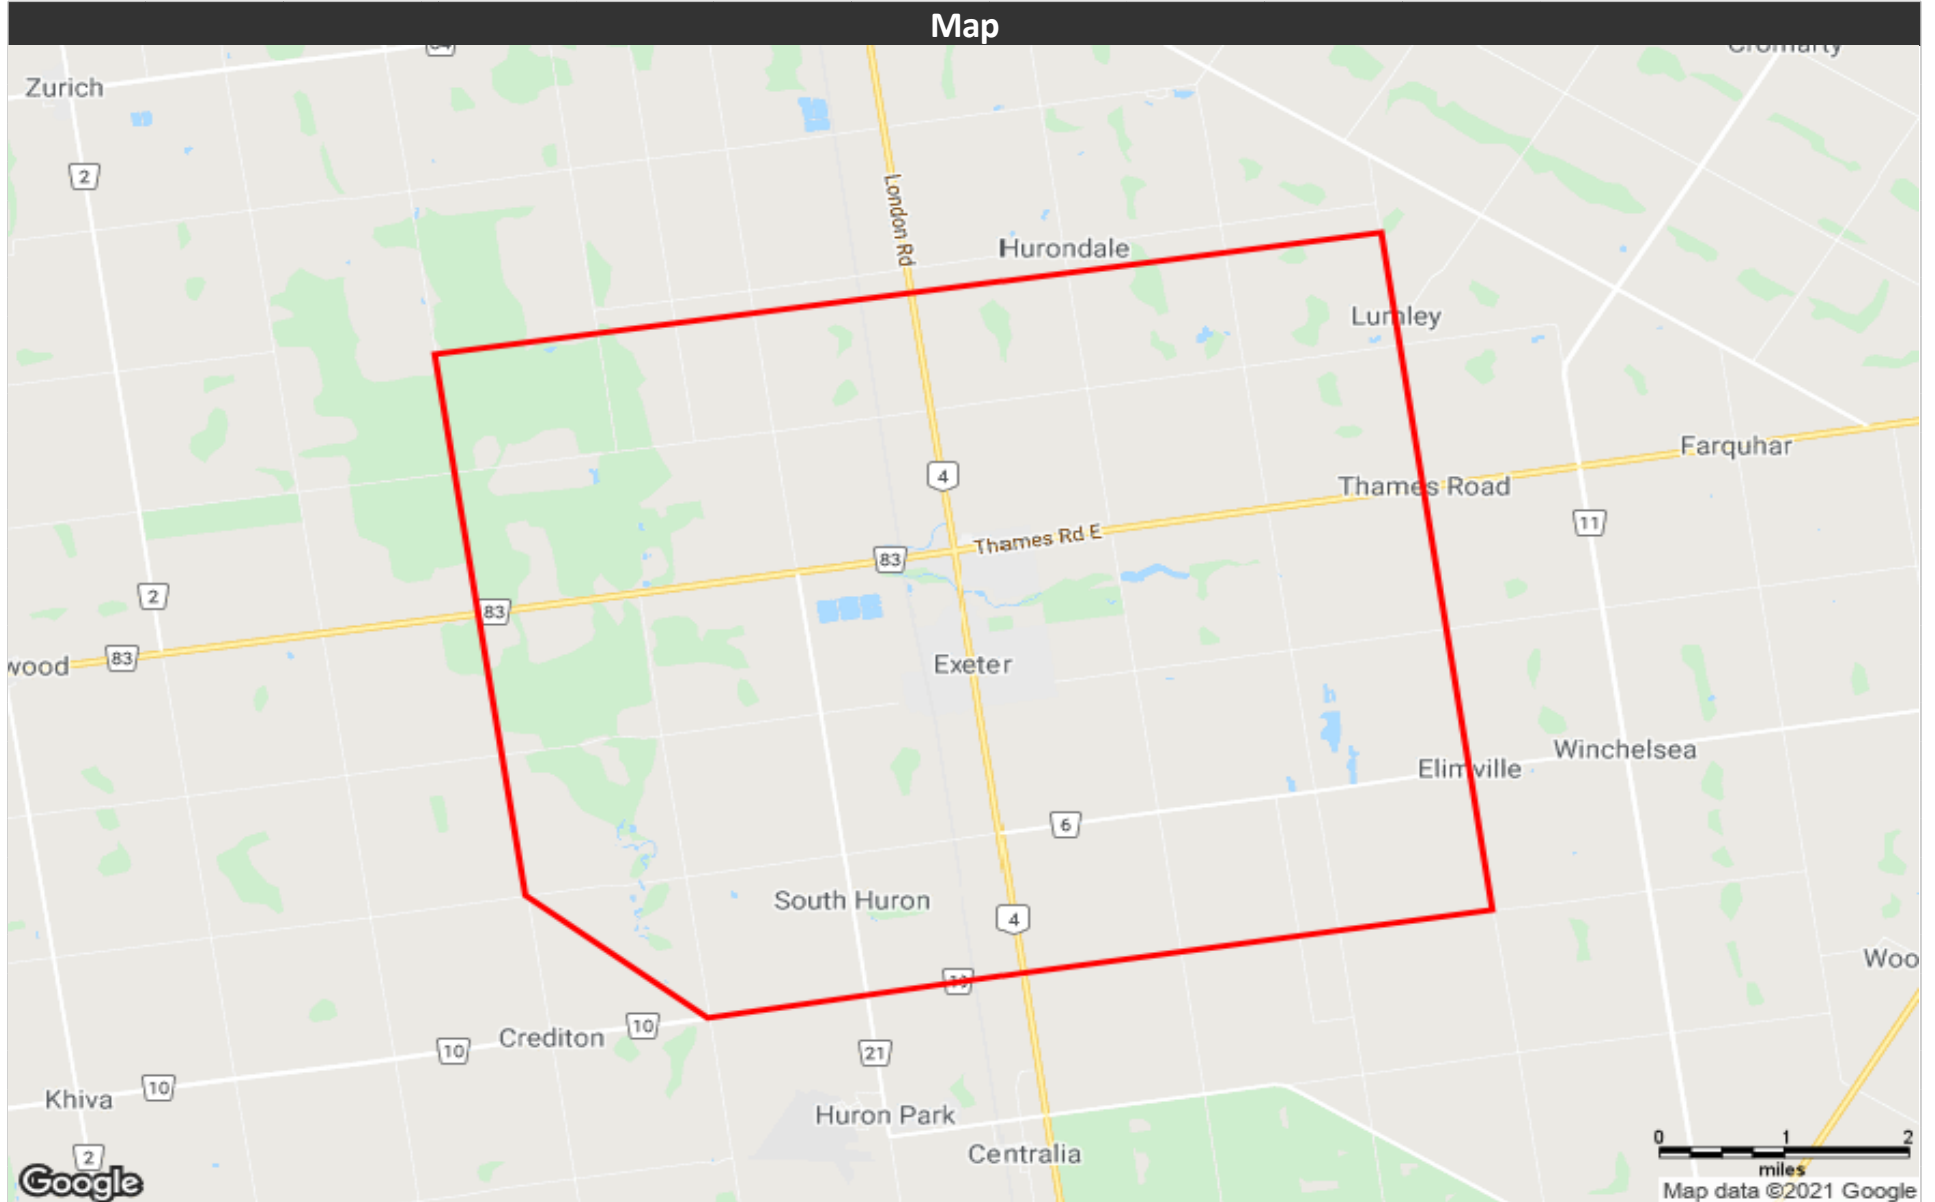 Map
Cromarty
Zurich
2
London Rd
Hurondale
Lumley
Farquhar
4
Thames Road
11
Thames Rd E
83
2
83
83
wood
Exeter
Winchelsea
Elimville
6
South Huron
4
Woo
10
Crediton
10
21
10
Khiva
Huron Park
Centralia
2
0 1 2
miles
Google
Map data ©2021 Google